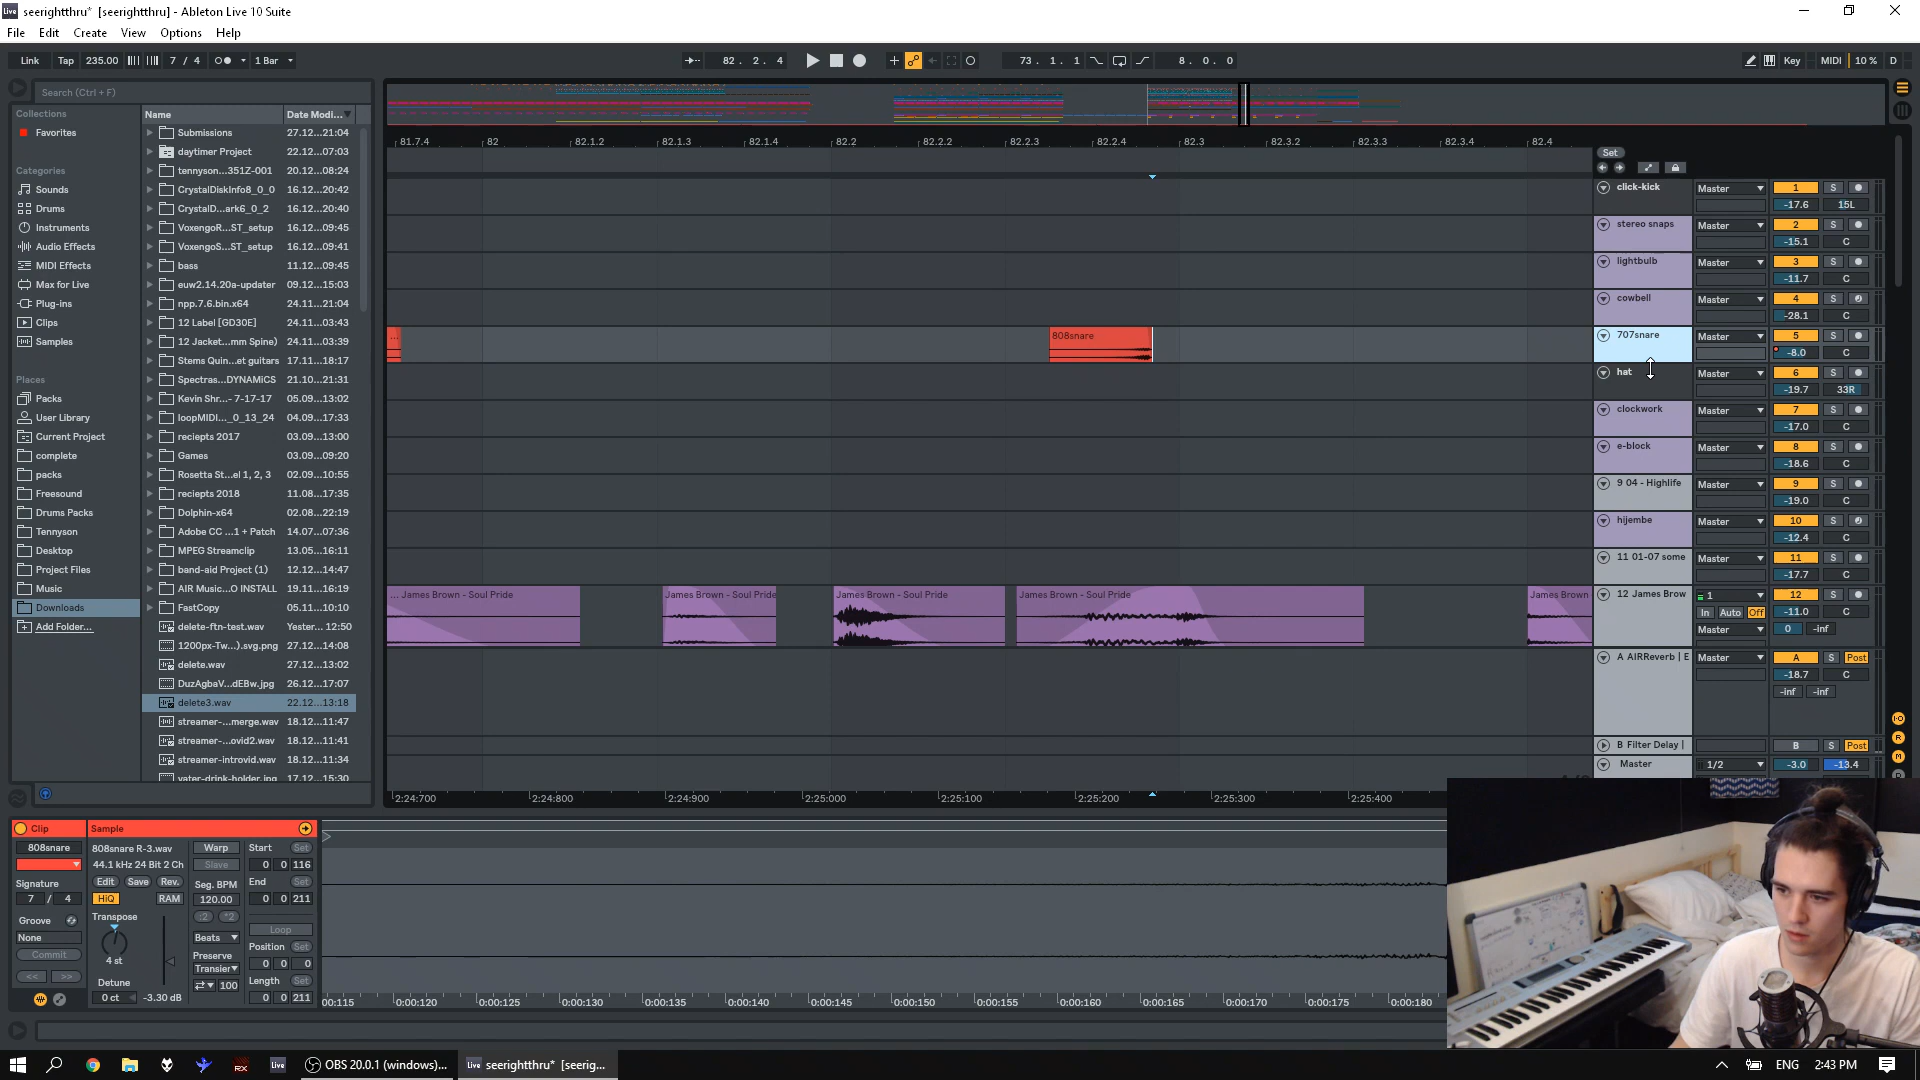 seerightthru* [seerightthru] - Ableton Live 10 Suite
File Edit Create View Options Help
Link Tap 235.00 7 / 4 1 Bar 82 . 2 . 4 73 . 1 . 1 8 . 0 . 0 Key MIDI 10 % D
Search (Ctrl + F)
Collections
Favorites
Categories
Sounds
Drums
Instruments
Audio Effects
MIDI Effects
Max for Live
Plug-ins
Clips
Samples
Places
Packs
User Library
Current Project
complete
packs
Freesound
Drums Packs
Tennyson
Desktop
Project Files
Music
Downloads
Add Folder...
Name Date Modi...
Submissions 27.12...21:04
daytimer Project 22.12...07:03
tennyson...351Z-001 20.12...08:24
CrystalDiskInfo8_0_0 16.12...20:42
CrystalD...ark6_0_2 16.12...20:40
VoxengoR...ST_setup 16.12...09:45
VoxengoS...ST_setup 16.12...09:41
bass 11.12...09:45
euw2.14.20a-updater 09.12...15:03
npp.7.6.bin.x64 24.11...21:04
12 Label [GD30E] 24.11...03:43
12 Jacket...mm Spine) 24.11...03:39
Stems Quin...et guitars 17.11...18:17
Spectras...DYNAMiCS 21.10...21:31
Kevin Shr...- 7-17-17 05.09...13:02
loopMIDI..._0_13_24 04.09...17:33
reciepts 2017 03.09...13:00
Games 03.09...09:20
Rosetta St...el 1, 2, 3 02.09...10:55
reciepts 2018 11.08...17:35
Dolphin-x64 02.08...22:19
Adobe CC ...1 + Patch 14.07...07:36
MPEG Streamclip 13.05...16:11
band-aid Project (1) 12.12...14:47
AIR Music...O INSTALL 19.11...16:19
FastCopy 05.11...10:10
delete-ftn-test.wav Yester... 12:50
1200px-Tw...).svg.png 27.12...14:08
delete.wav 27.12...13:02
DuzAgbaV...dEBw.jpg 26.12...17:07
delete3.wav 22.12...13:18
streamer-...merge.wav 18.12...11:47
streamer-...ovid2.wav 18.12...11:41
streamer-introvid.wav 18.12...11:34
vater-drink-holder.jpg 17.12...15:30
81.7.4 82 82.1.2 82.1.3 82.1.4 82.2 82.2.2 82.2.3 82.2.4 82.3 82.3.2 82.3.3 82.3.4 82.4
Set
click-kick Master 1 S
-17.6 15L
stereo snaps Master 2 S
-15.1 C
lightbulb Master 3 S
-11.7 C
cowbell Master 4 S
-28.1 C
... 808snare 707snare Master 5 S
-8.0 C
hat Master 6 S
-19.7 33R
clockwork Master 7 S
-17.0 C
e-block Master 8 S
-18.6 C
9 04 - Highlife Master 9 S
-19.0 C
hijembe Master 10 S
-12.4 C
11 01-07 some Master 11 S
-17.7 C
... James Brown - Soul Pride James Brown - Soul Pride James Brown - Soul Pride James Brown - Soul Pride James Brown 12 James Brow 1 12 S
In Auto Off -11.0 C
Master 0 -inf
A AIRReverb | E Master A S Post
-18.7 C
-inf -inf
B Filter Delay | B S Post
Master 1/2 -3.0 -13.4
2:24:700 2:24:800 2:24:900 2:25:000 2:25:100 2:25:200 2:25:300 2:25:400
Clip Sample
808snare 808snare R-3.wav Warp Start Set
44.1 kHz 24 Bit 2 Ch Slave 0 0 116
Signature Edit Save Rev. Seg. BPM End Set
7 / 4 HiQ RAM 120.00 0 0 211
Groove Transpose :2 *2
None Beats Loop
Commit 4 st Preserve Position Set
Transier 0 0 0
<< >> Detune 100 Length Set
0 ct -3.30 dB 0 0 211
00:115 0:00:120 0:00:125 0:00:130 0:00:135 0:00:140 0:00:145 0:00:150 0:00:155 0:00:160 0:00:165 0:00:170 0:00:175 0:00:180
OBS 20.0.1 (windows)... seerightthru* [seerig... ENG 2:43 PM